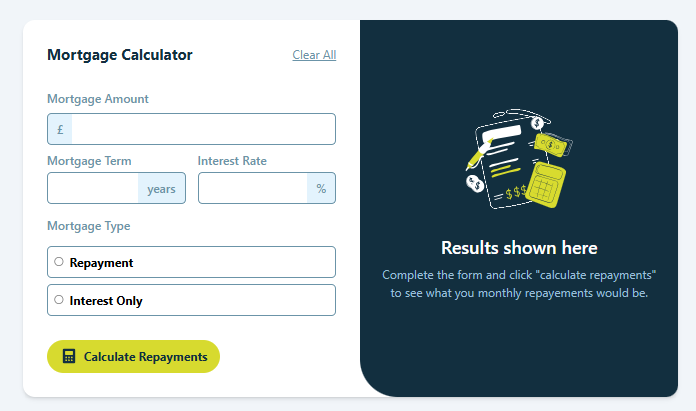 Mortgage Calculator
Clear All
Mortgage Amount
£
Mortgage Term
Interest Rate
years
%
Mortgage Type
Repayment
Interest Only
Calculate Repayments
$
$
$
$$$
Results shown here
Complete the form and click "calculate repayments"
to see what you monthly repayements would be.